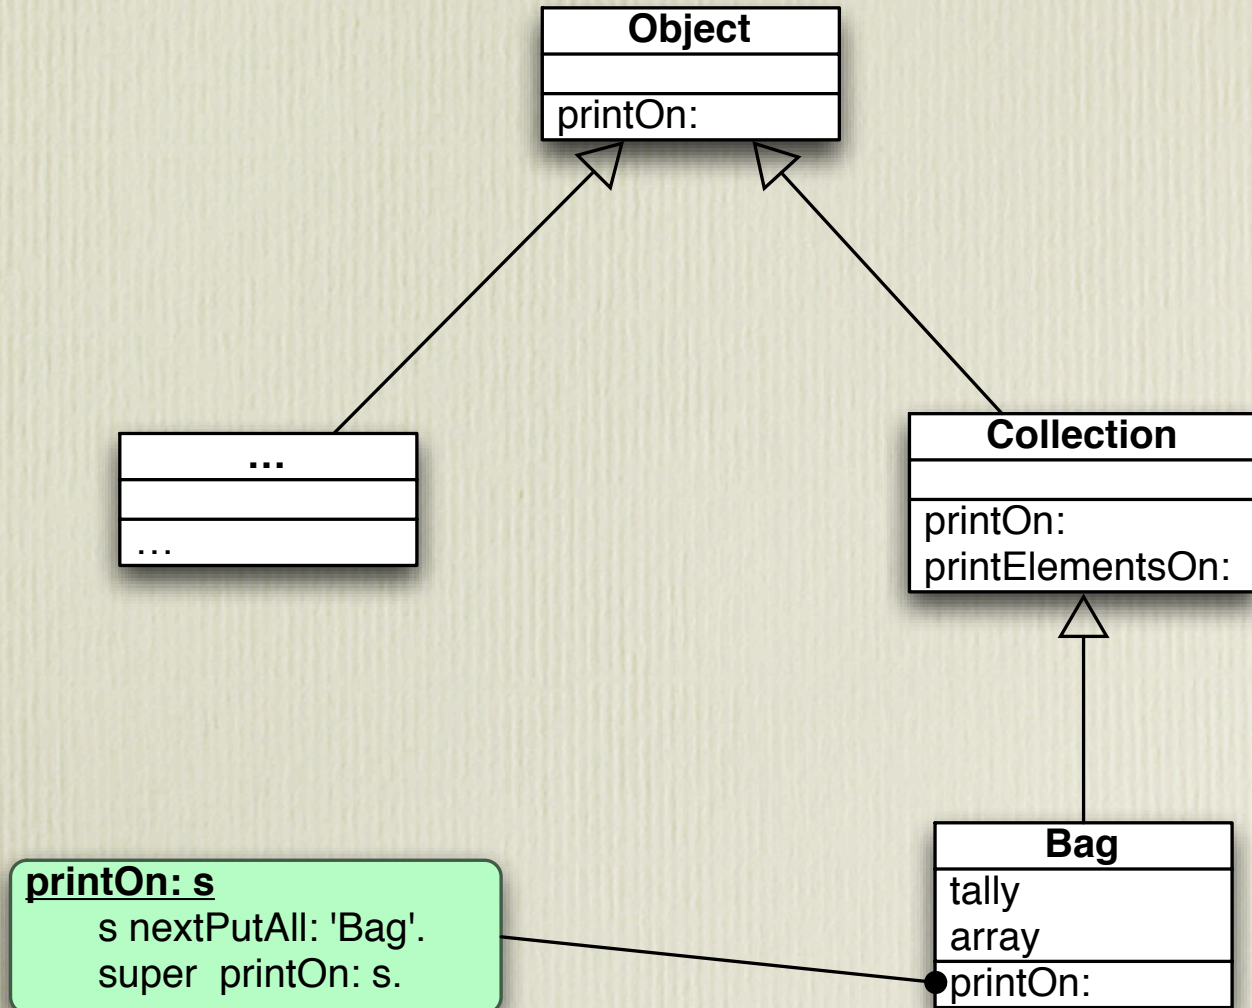 Object
printOn:
...
...
Collection
printOn:
printElementsOn:
Bag
tally
array
printOn:
printOn: s
s nextPutAll: 'Bag'.
super printOn: s.